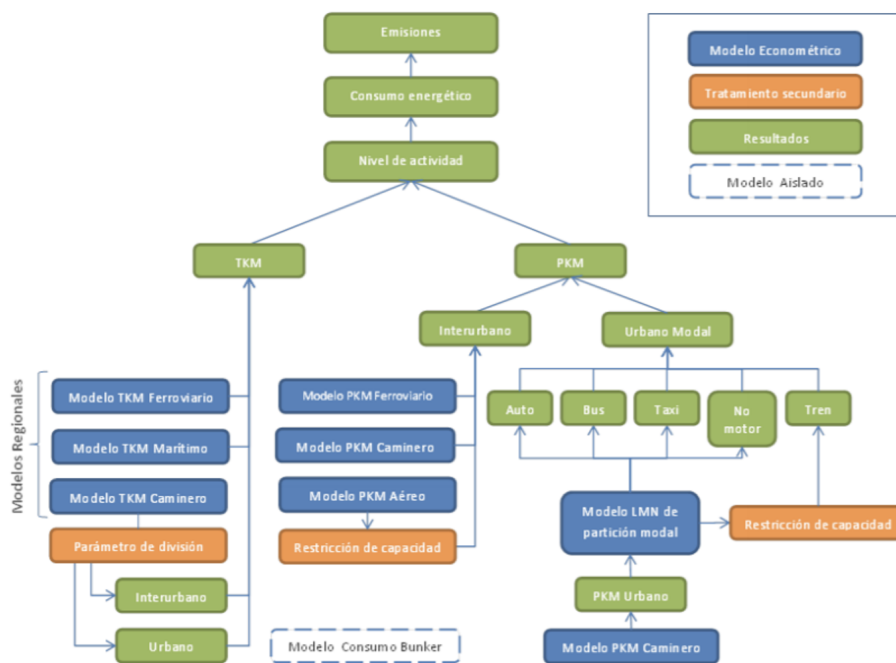 Emisiones
Consumo energético
Nivel de actividad
Modelo Econométrico
Tratamiento secundario
Resultados
Modelo Aislado
TKM
PKM
Interurbano
Urbano Modal
Modelos Regionales
Modelo TKM Ferroviario
Modelo TKM Marítimo
Modelo TKM Caminero
Parámetro de división
Interurbano
Urbano
Modelo PKM Ferroviario
Modelo PKM Caminero
Modelo PKM Aéreo
Restricción de capacidad
Modelo Consumo Bunker
Auto
Bus
Taxi
No
motor
Tren
Modelo LMN de
partición modal
Restricción de capacidad
PKM Urbano
Modelo PKM Caminero